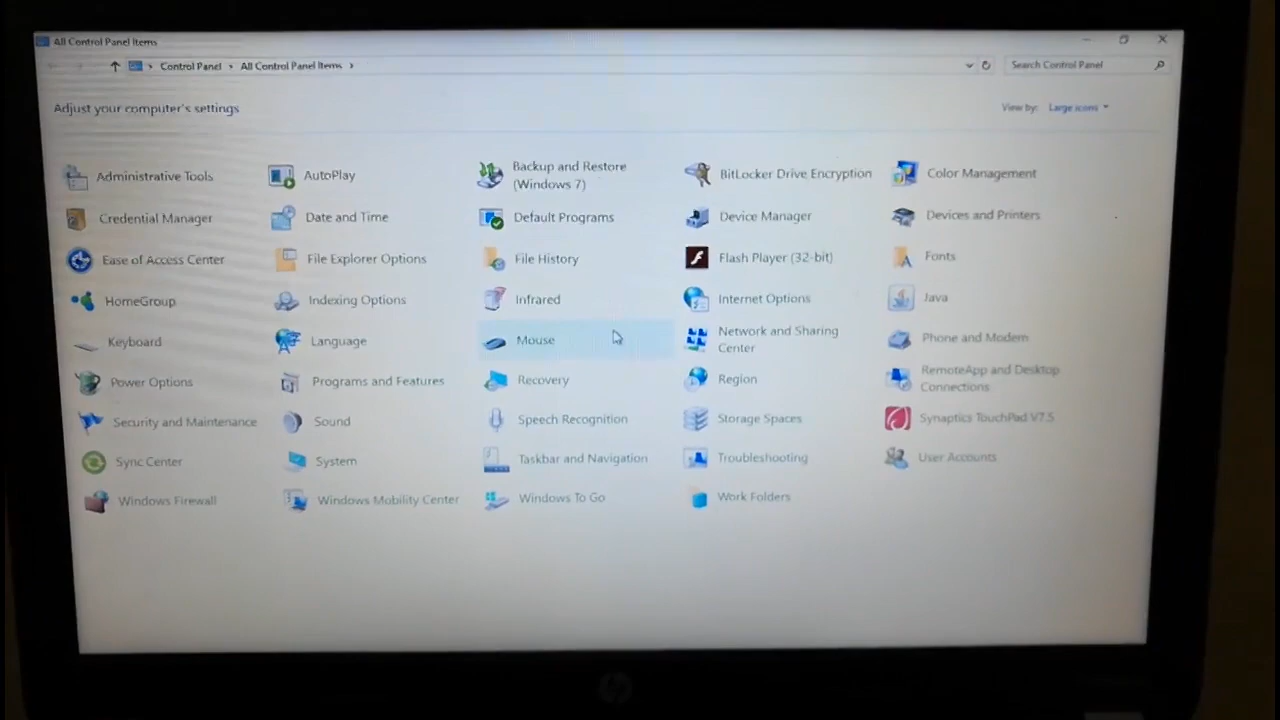 All Control Panel Items
Control Panel > All Control Panel Items >
Search Control Panel
Adjust your computer's settings
View by: Large icons
Administrative Tools
AutoPlay
Backup and Restore
(Windows 7)
BitLocker Drive Encryption
Color Management
Credential Manager
Date and Time
Default Programs
Device Manager
Devices and Printers
Ease of Access Center
File Explorer Options
File History
Flash Player (32-bit)
Fonts
HomeGroup
Indexing Options
Infrared
Internet Options
Java
Keyboard
Language
Mouse
Network and Sharing
Center
Phone and Modem
Power Options
Programs and Features
Recovery
Region
RemoteApp and Desktop
Connections
Security and Maintenance
Sound
Speech Recognition
Storage Spaces
Synaptics TouchPad V7.5
Sync Center
System
Taskbar and Navigation
Troubleshooting
User Accounts
Windows Firewall
Windows Mobility Center
Windows To Go
Work Folders
hp